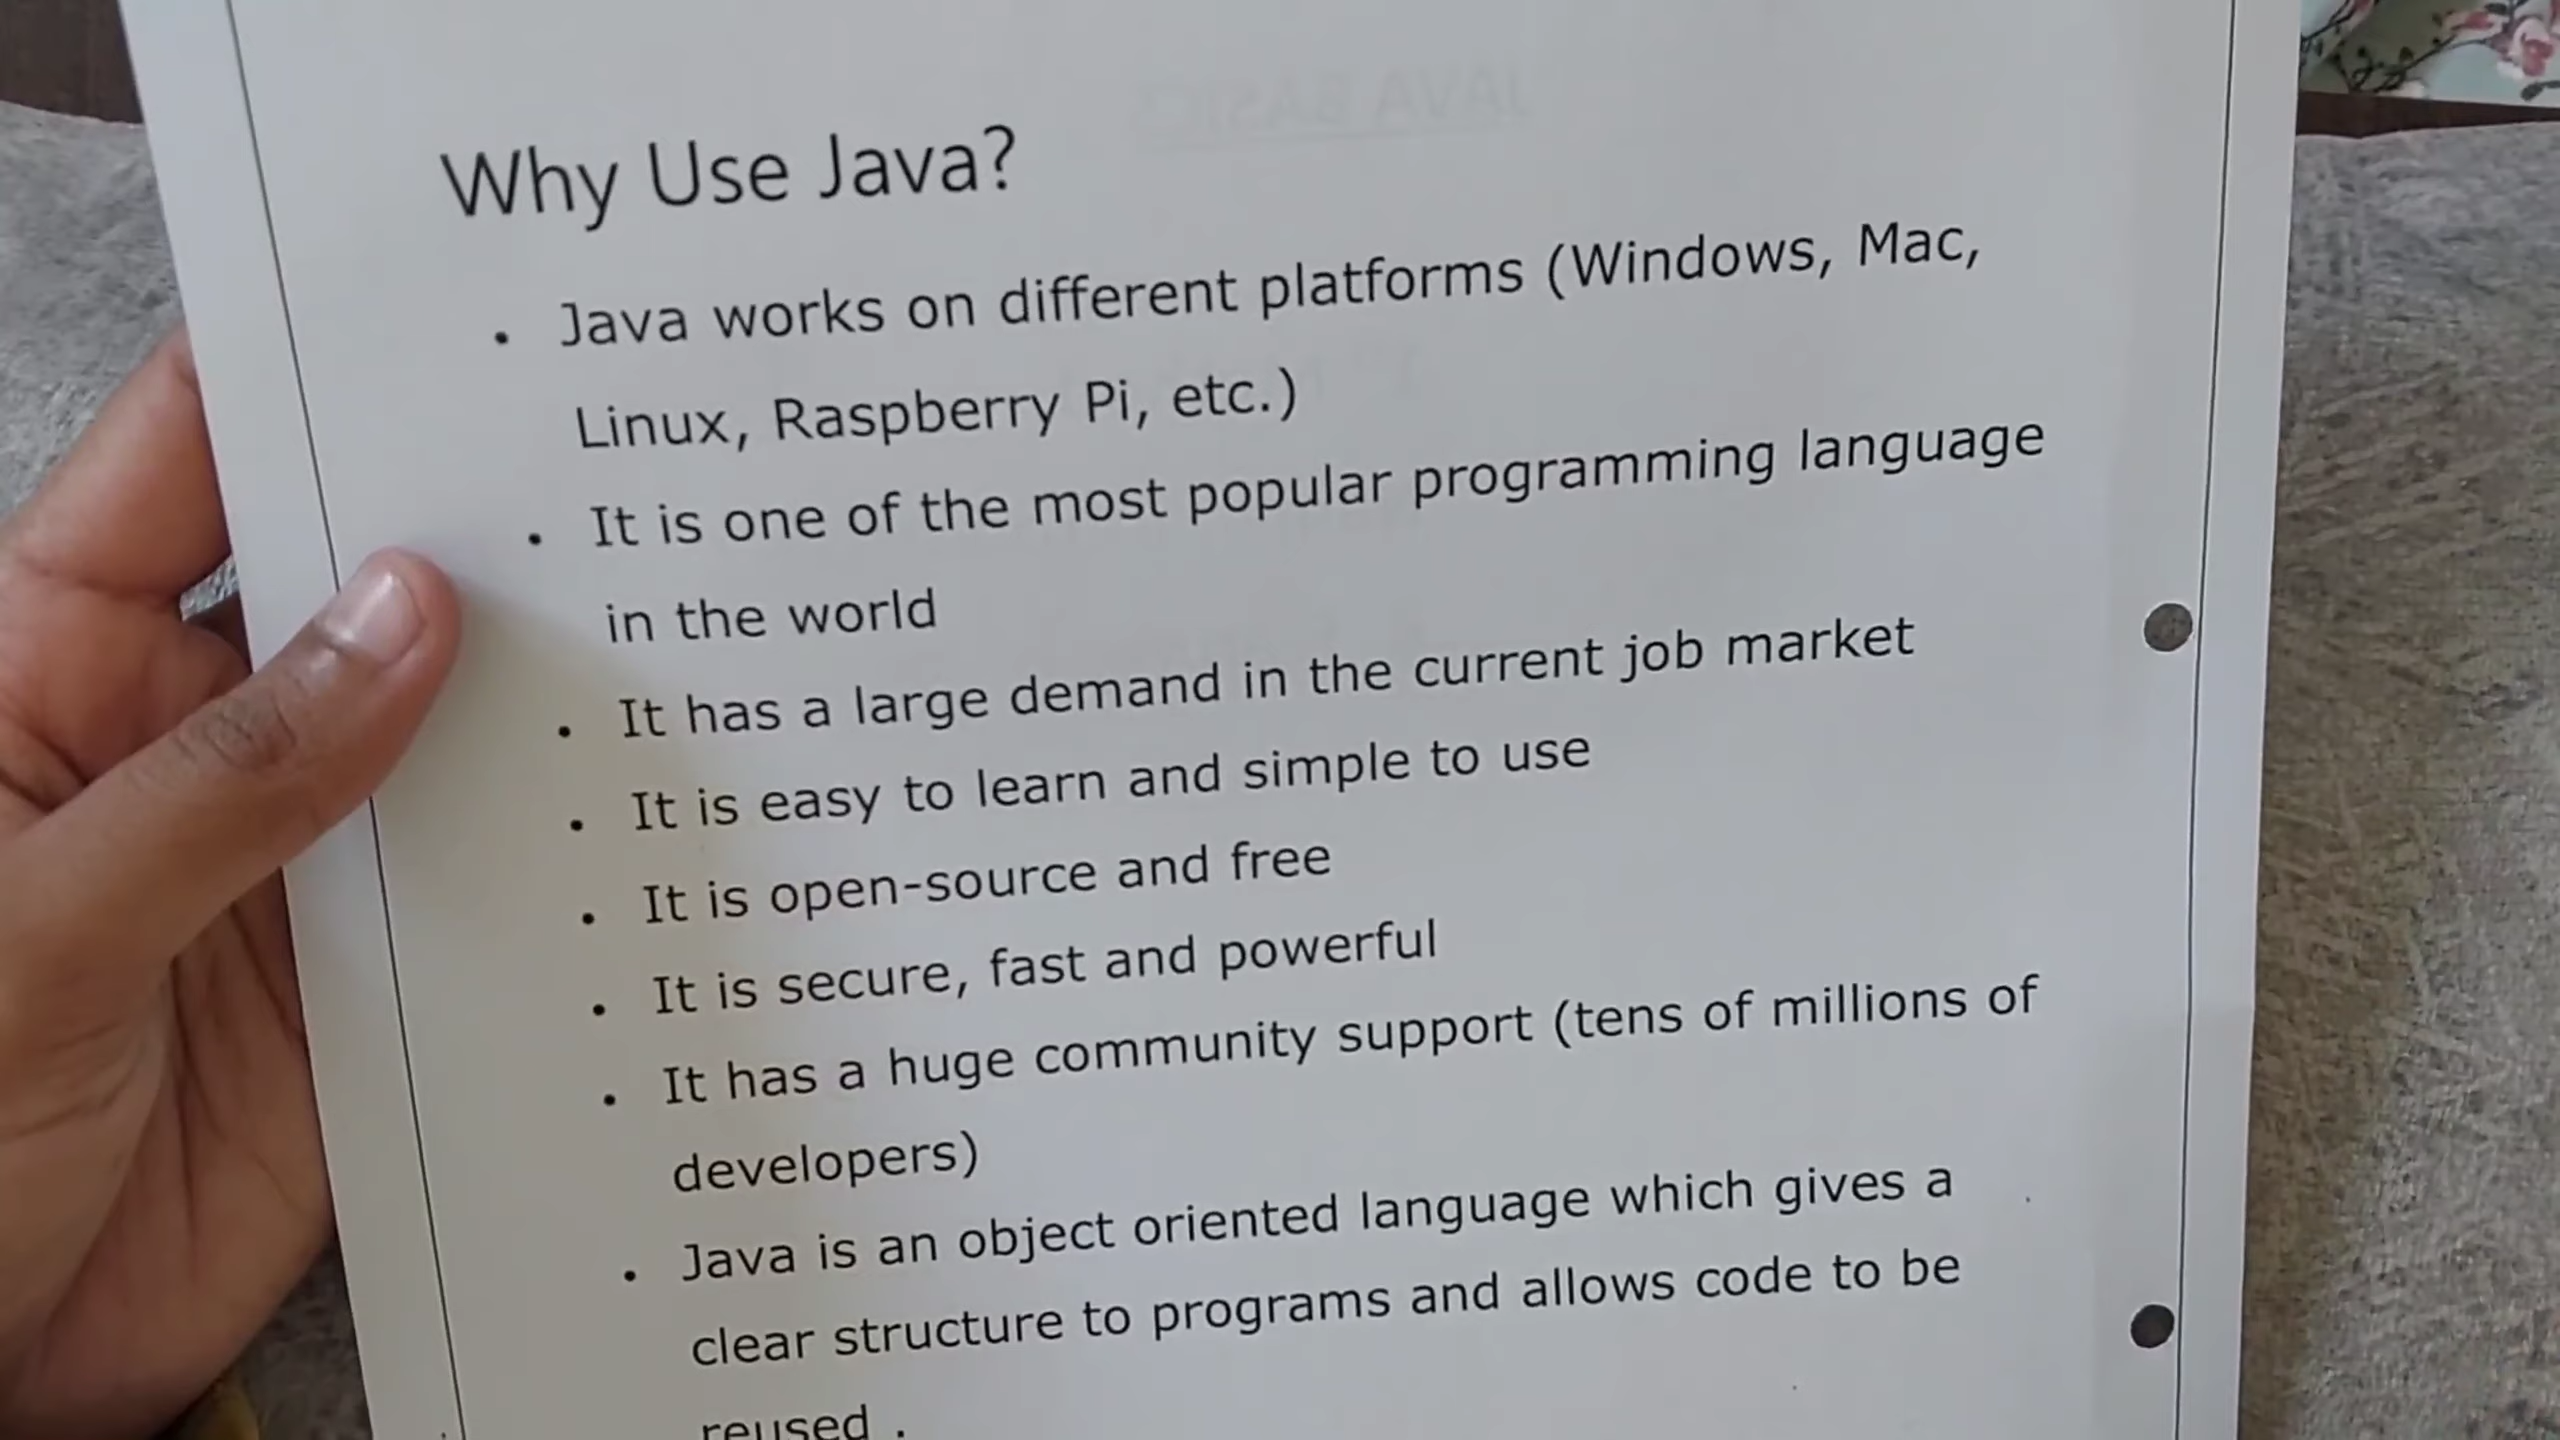 Why Use Java?
• Java works on different platforms (Windows, Mac,
Linux, Raspberry Pi, etc.)
• It is one of the most popular programming language
in the world
• It has a large demand in the current job market
• It is easy to learn and simple to use
• It is open-source and free
• It is secure, fast and powerful
• It has a huge community support (tens of millions of
developers)
• Java is an object oriented language which gives a
clear structure to programs and allows code to be
reused .